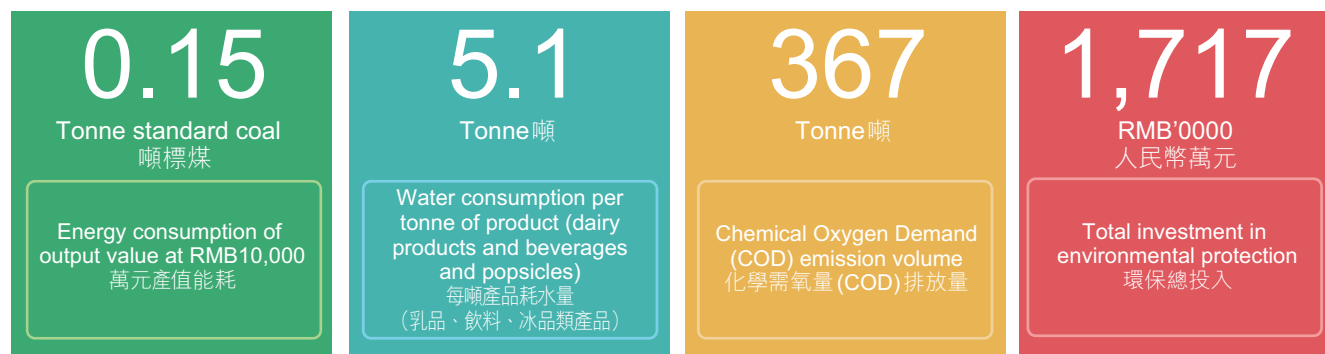 0.15
Tonne standard coal
噸標煤
Energy consumption of
output value at RMB10,000
萬元產值能耗
5.1
Tonne噸
Water consumption per
tonne of product (dairy
products and beverages
and popsicles)
每噸產品耗水量
（乳品、飲料、冰品類產品）
367
Tonne噸
Chemical Oxygen Demand
(COD) emission volume
化學需氧量(COD)排放量
1,717
RMB'0000
人民幣萬元
Total investment in
environmental protection
環保總投入